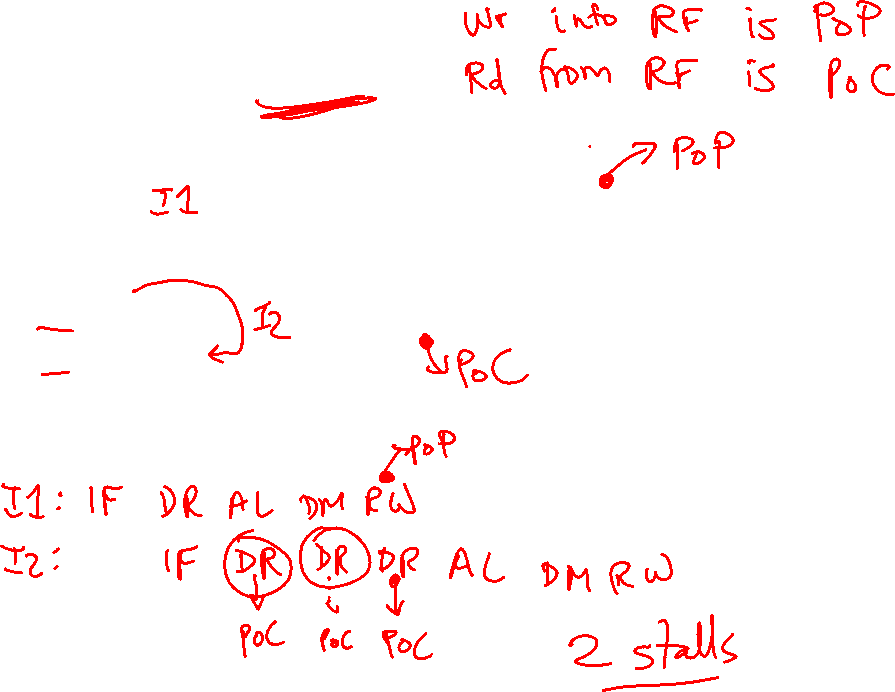 Wr into RF is PoP
Rd from RF is PoC
PoP
I1
I2
PoC
PoP
I1: IF DR AL DM RW
I2: IF DR DR DR AL DM RW
PoC PoC PoC
2 stalls